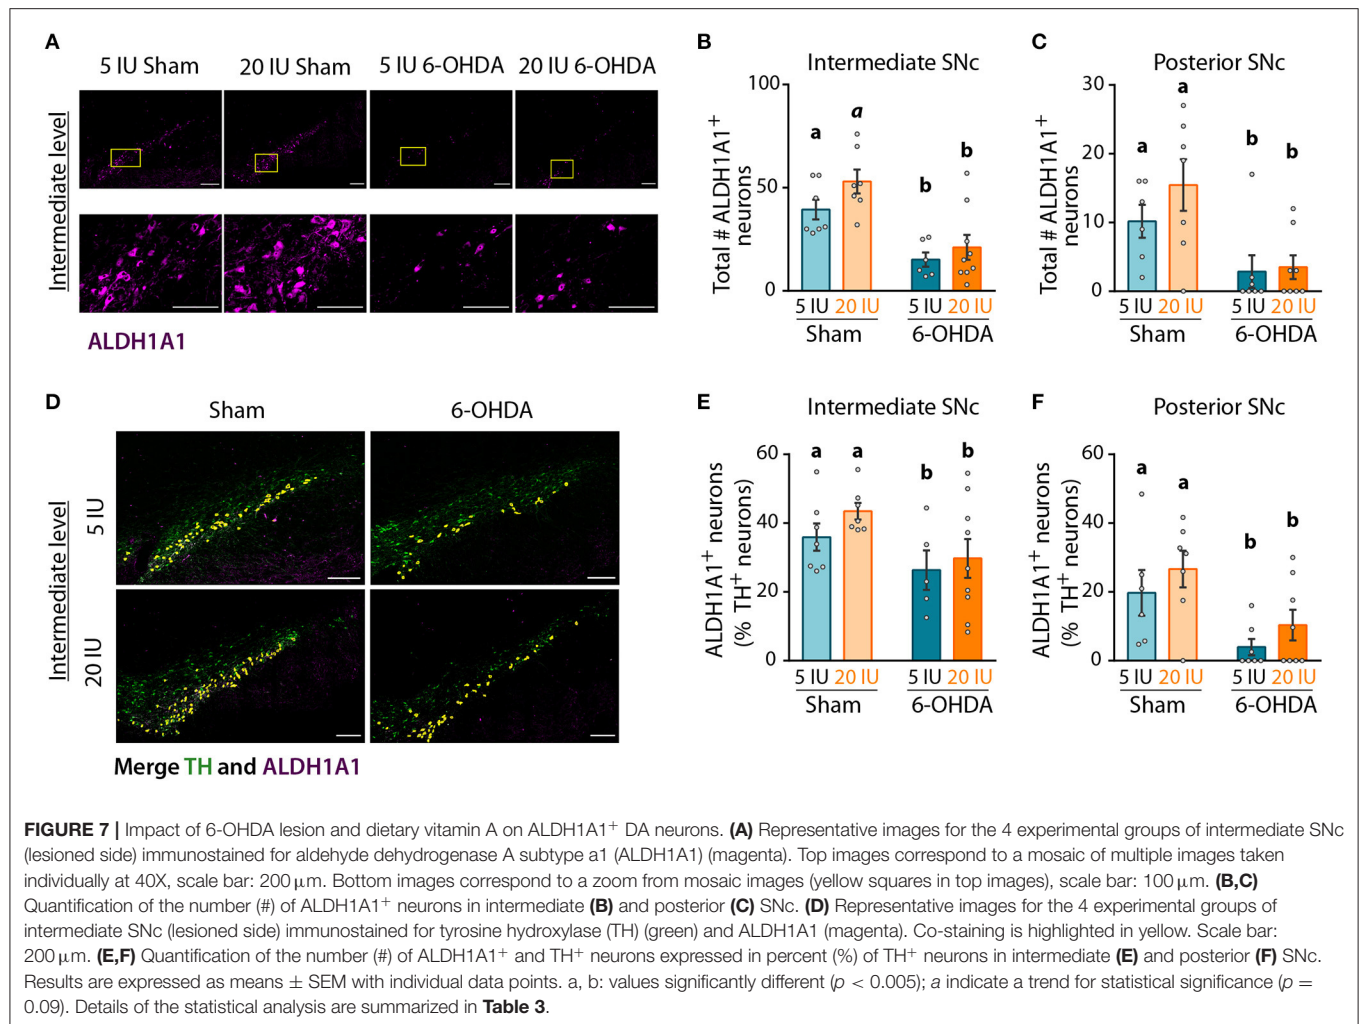 A
5 IU Sham
20 IU Sham
5 IU 6-OHDA
20 IU 6-OHDA
Intermediate level
ALDH1A1
B
Intermediate SNc
Total # ALDH1A1+
neurons
100
50
0
a
a
b
b
5 IU 20 IU 5 IU 20 IU
Sham 6-OHDA
C
Posterior SNc
Total # ALDH1A1+
neurons
30
20
10
0
a
a
b
b
5 IU 20 IU 5 IU 20 IU
Sham 6-OHDA
D
Sham
6-OHDA
Intermediate level
5 IU
20 IU
Merge TH and ALDH1A1
E
Intermediate SNc
ALDH1A1+ neurons
(% TH+ neurons)
60
40
20
0
a
a
b
b
5 IU 20 IU 5 IU 20 IU
Sham 6-OHDA
F
Posterior SNc
ALDH1A1+ neurons
(% TH+ neurons)
60
40
20
0
a
a
b
b
5 IU 20 IU 5 IU 20 IU
Sham 6-OHDA
FIGURE 7 | Impact of 6-OHDA lesion and dietary vitamin A on ALDH1A1+ DA neurons. (A) Representative images for the 4 experimental groups of intermediate SNc
(lesioned side) immunostained for aldehyde dehydrogenase A subtype a1 (ALDH1A1) (magenta). Top images correspond to a mosaic of multiple images taken
individually at 40X, scale bar: 200 μm. Bottom images correspond to a zoom from mosaic images (yellow squares in top images), scale bar: 100 μm. (B,C)
Quantification of the number (#) of ALDH1A1+ neurons in intermediate (B) and posterior (C) SNc. (D) Representative images for the 4 experimental groups of
intermediate SNc (lesioned side) immunostained for tyrosine hydroxylase (TH) (green) and ALDH1A1 (magenta). Co-staining is highlighted in yellow. Scale bar:
200 μm. (E,F) Quantification of the number (#) of ALDH1A1+ and TH+ neurons expressed in percent (%) of TH+ neurons in intermediate (E) and posterior (F) SNc.
Results are expressed as means ± SEM with individual data points. a, b: values significantly different (p < 0.005); a indicate a trend for statistical significance (p =
0.09). Details of the statistical analysis are summarized in Table 3.